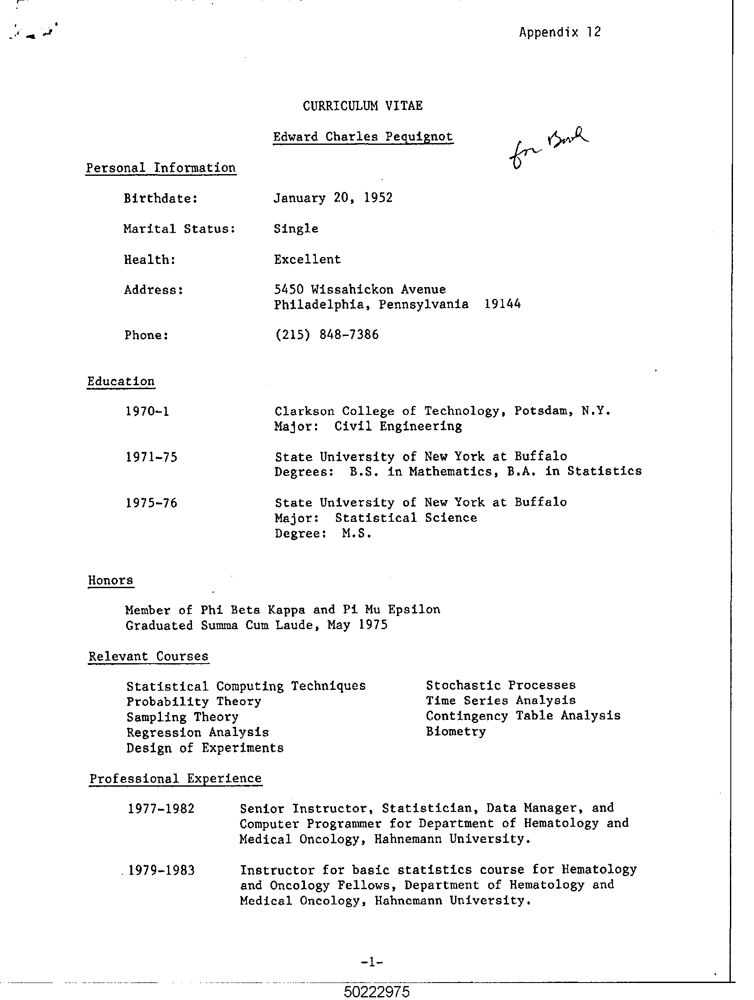 Appendix 12
CURRICULUM VITAE
Edward Charles Pequignot
for Book
Personal Information
Birthdate: January 20, 1952
Marital Status: Single
Health: Excellent
Address: 5450 Wissahickon Avenue
Philadelphia, Pennsylvania 19144
Phone: (215) 848-7386
Education
1970-1 Clarkson College of Technology, Potsdam, N.Y.
Major: Civil Engineering
1971-75 State University of New York at Buffalo
Degrees: B.S. in Mathematics, B.A. in Statistics
1975-76 State University of New York at Buffalo
Major: Statistical Science
Degree: M.S.
Honors
Member of Phi Beta Kappa and Pi Mu Epsilon
Graduated Summa Cum Laude, May 1975
Relevant Courses
Statistical Computing Techniques Stochastic Processes
Probability Theory Time Series Analysis
Sampling Theory Contingency Table Analysis
Regression Analysis Biometry
Design of Experiments
Professional Experience
1977-1982 Senior Instructor, Statistician, Data Manager, and
Computer Programmer for Department of Hematology and
Medical Oncology, Hahnemann University.
1979-1983 Instructor for basic statistics course for Hematology
and Oncology Fellows, Department of Hematology and
Medical Oncology, Hahnemann University.
-1-
50222975